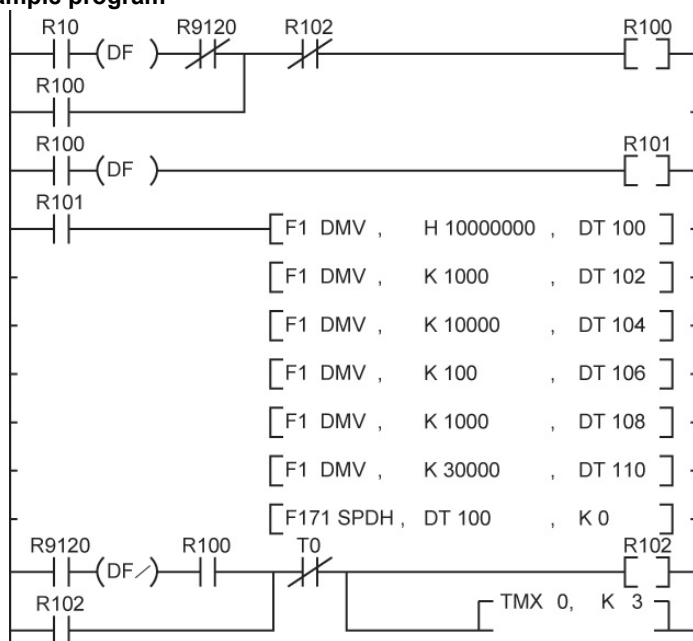 ample program
R10 R9120 R102 R100
(DF )
R100
R100 R101
(DF )
R101
[F1 DMV , H 10000000 , DT 100 ]
[F1 DMV , K 1000 , DT 102 ]
[F1 DMV , K 10000 , DT 104 ]
[F1 DMV , K 100 , DT 106 ]
[F1 DMV , K 1000 , DT 108 ]
[F1 DMV , K 30000 , DT 110 ]
[F171 SPDH , DT 100 , K 0 ]
R9120 R100 T0 R102
(DF/)
R102 TMX 0, K 3